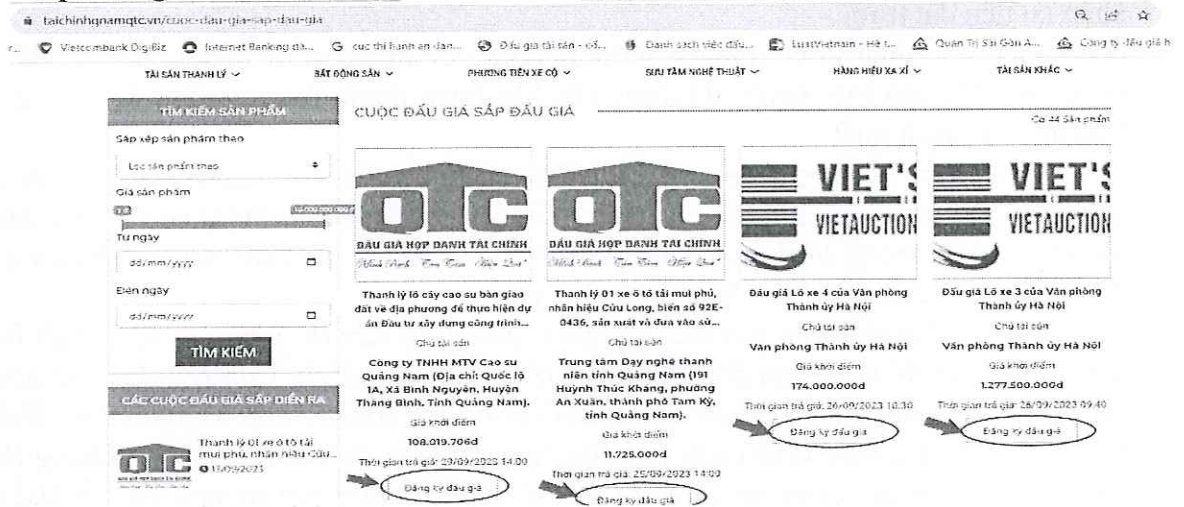 taichinhqnamqtc.vn/cuoc-dau-gia-sap-dau-gia
Vietcombank DigiBiz
Internet Banking dà...
cục thi hành án dân...
Đấu giá tài sản - cổ...
Danh sách việc đấu...
LuatVietnam - Hệ t...
Quản Trị Sài Gòn A...
Công ty đấu giá h
TÀI SẢN THANH LÝ
BẤT ĐỘNG SẢN
PHƯƠNG TIỆN XE CỘ
SƯU TẦM NGHỆ THUẬT
HÀNG HIỆU XA XỈ
TÀI SẢN KHÁC
TÌM KIẾM SẢN PHẨM
Sắp xếp sản phẩm theo
Lọc sản phẩm theo
Giá sản phẩm
Từ ngày
dd/mm/yyyy
Đến ngày
dd/mm/yyyy
TÌM KIẾM
CÁC CUỘC ĐẤU GIÁ SẮP DIỄN RA
QTC
Thanh lý 01 xe ô tô tải
mui phủ, nhãn hiệu Cửu...
CUỘC ĐẤU GIÁ SẮP ĐẤU GIÁ
Có 44 Sản phẩm
QTC
ĐẤU GIÁ HỢP DANH TÀI CHÍNH
Thanh lý lô cây cao su bàn giao
đất về địa phương để thực hiện dự
án Đầu tư xây dựng công trình...
Chủ tài sản
Công ty TNHH MTV Cao su
Quảng Nam (Địa chỉ: Quốc lộ
1A, Xã Bình Nguyên, Huyện
Thăng Bình, Tỉnh Quảng Nam).
Giá khởi điểm
108.019.706đ
Thời gian trả giá: 29/09/2023 14:00
Đăng ký đấu giá
QTC
ĐẤU GIÁ HỢP DANH TÀI CHÍNH
Thanh lý 01 xe ô tô tải mui phủ,
nhãn hiệu Cửu Long, biển số 92E-
0436, sản xuất và đưa vào sử...
Chủ tài sản
Trung tâm Dạy nghề thanh
niên tỉnh Quảng Nam (191
Huỳnh Thúc Kháng, phường
An Xuân, thành phố Tam Kỳ,
tỉnh Quảng Nam).
Giá khởi điểm
11.725.000đ
Thời gian trả giá: 25/09/2023 14:00
Đăng ký đấu giá
VIET'S
VIETAUCTION
Đấu giá Lô xe 4 của Văn phòng
Thành ủy Hà Nội
Chủ tài sản
Văn phòng Thành ủy Hà Nội
Giá khởi điểm
174.000.000đ
Thời gian trả giá: 26/09/2023 10:30
Đăng ký đấu giá
VIET'S
VIETAUCTION
Đấu giá Lô xe 3 của Văn phòng
Thành ủy Hà Nội
Chủ tài sản
Văn phòng Thành ủy Hà Nội
Giá khởi điểm
1.277.500.000đ
Thời gian trả giá: 26/09/2023 09:40
Đăng ký đấu giá